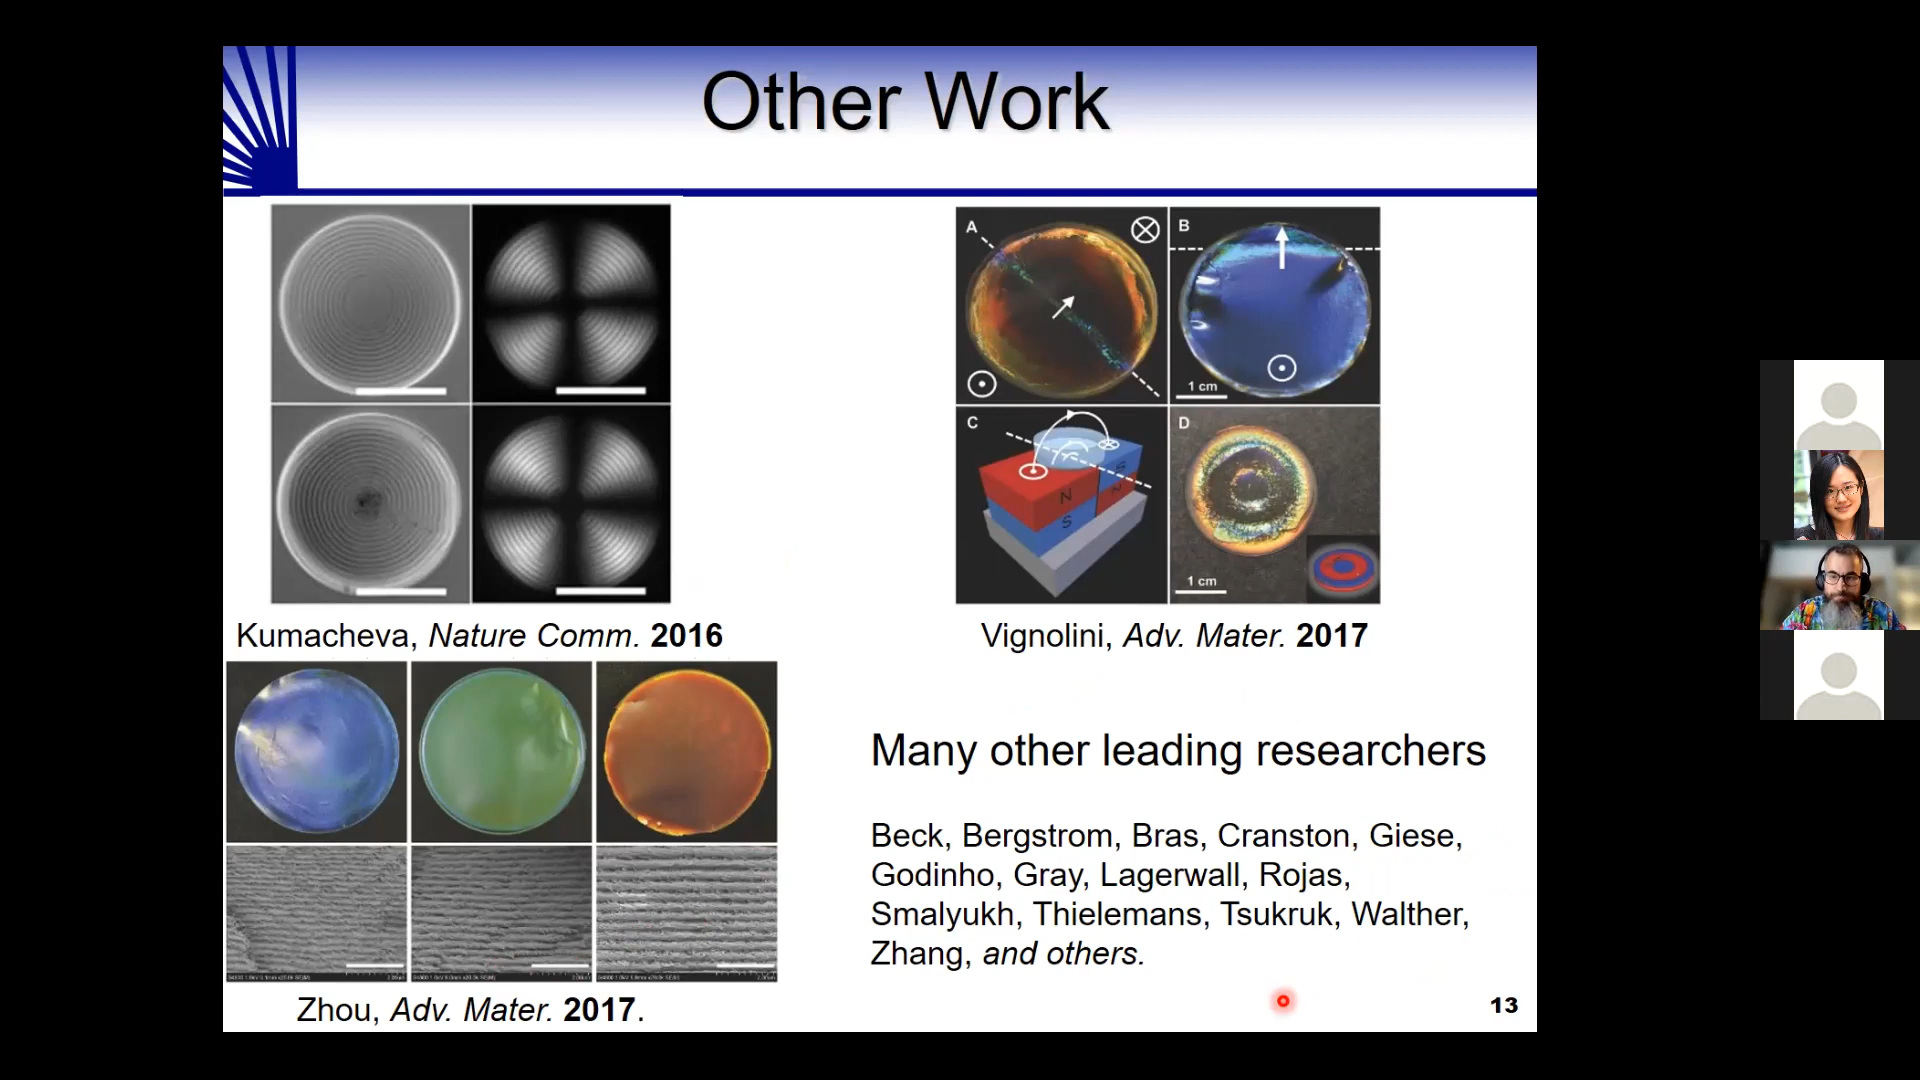 Other Work
A
B
1 cm
C
N
S
S
N
D
1 cm
Kumacheva, Nature Comm. 2016
Vignolini, Adv. Mater. 2017
Many other leading researchers
Beck, Bergstrom, Bras, Cranston, Giese,
Godinho, Gray, Lagerwall, Rojas,
Smalyukh, Thielemans, Tsukruk, Walther,
Zhang, and others.
Zhou, Adv. Mater. 2017.
13